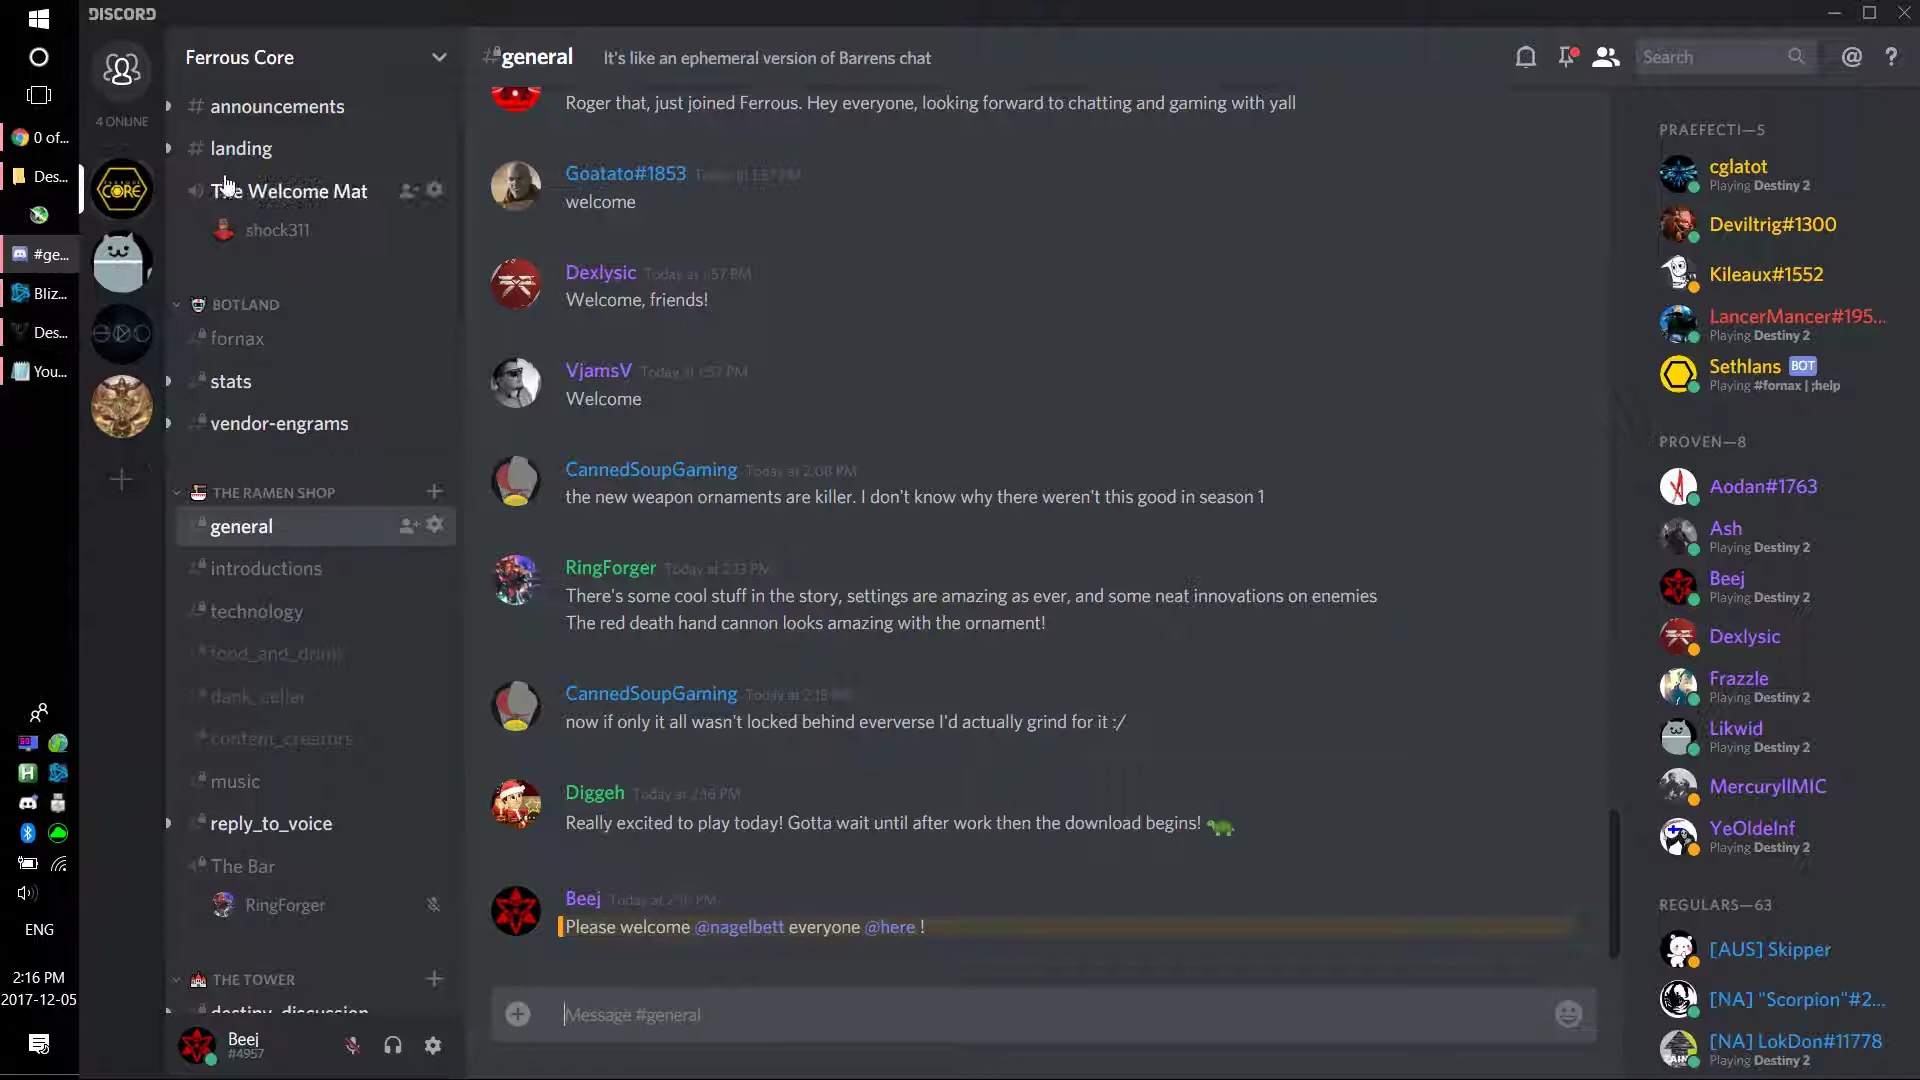 DISCORD
Ferrous Core
#general
It's like an ephemeral version of Barrens chat
Search
4 ONLINE
announcements
landing
The Welcome Mat
shock311
BOTLAND
fornax
stats
vendor-engrams
THE RAMEN SHOP
general
introductions
technology
food_and_drink
dank_cellar
content_creators
music
reply_to_voice
The Bar
RingForger
THE TOWER
destiny_discussion
Beej
#4957
0 of...
Des...
#ge...
Bliz...
Des...
You...
ENG
2:16 PM
2017-12-05
Roger that, just joined Ferrous. Hey everyone, looking forward to chatting and gaming with yall
Goatato#1853 Today at 1:57 PM
welcome
Dexlysic Today at 1:57 PM
Welcome, friends!
VjamsV Today at 1:57 PM
Welcome
CannedSoupGaming Today at 2:08 PM
the new weapon ornaments are killer. I don't know why there weren't this good in season 1
RingForger Today at 2:13 PM
There's some cool stuff in the story, settings are amazing as ever, and some neat innovations on enemies
The red death hand cannon looks amazing with the ornament!
CannedSoupGaming Today at
now if only it all wasn't locked behind eververse I'd actually grind for it :/
Diggeh Today at 2:16 PM
Really excited to play today! Gotta wait until after work then the download begins!
Beej Today at 2:16 PM
Please welcome @nagelbett everyone @here !
Message #general
PRAEFECTI—5
cglatot
Playing Destiny 2
Deviltrig#1300
Kileaux#1552
LancerMancer#195...
Playing Destiny 2
Sethlans BOT
Playing #fornax | ;help
PROVEN—8
Aodan#1763
Ash
Playing Destiny 2
Beej
Playing Destiny 2
Dexlysic
Frazzle
Playing Destiny 2
Likwid
Playing Destiny 2
MercuryllMIC
YeOldeInf
Playing Destiny 2
REGULARS—63
[AUS] Skipper
[NA] "Scorpion"#2...
[NA] LokDon#11778
Playing Destiny 2